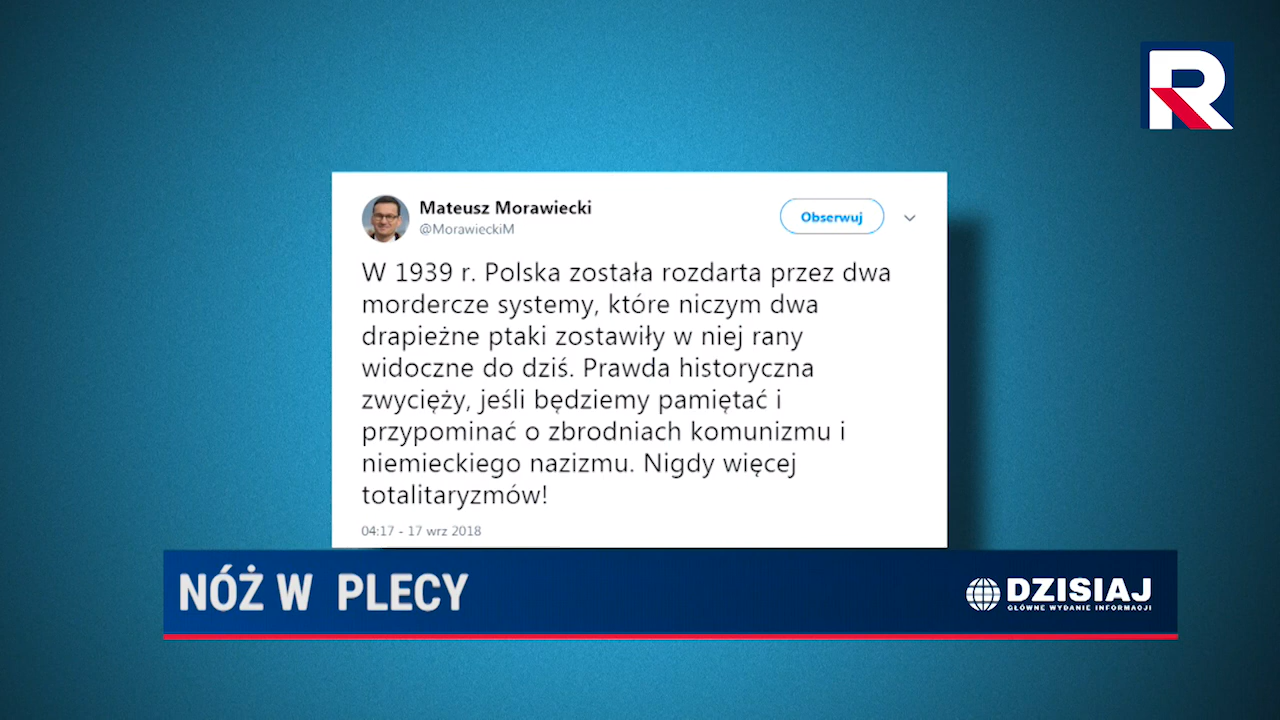 R
Mateusz Morawiecki
@MorawieckiM
Obserwuj
W 1939 r. Polska została rozdarta przez dwa
mordercze systemy, które niczym dwa
drapieżne ptaki zostawiły w niej rany
widoczne do dziś. Prawda historyczna
zwycięży, jeśli będziemy pamiętać i
przypominać o zbrodniach komunizmu i
niemieckiego nazizmu. Nigdy więcej
totalitaryzmów!
04:17 - 17 wrz 2018
NÓŻ W PLECY
DZISIAJ
GŁÓWNE WYDANIE INFORMACJI